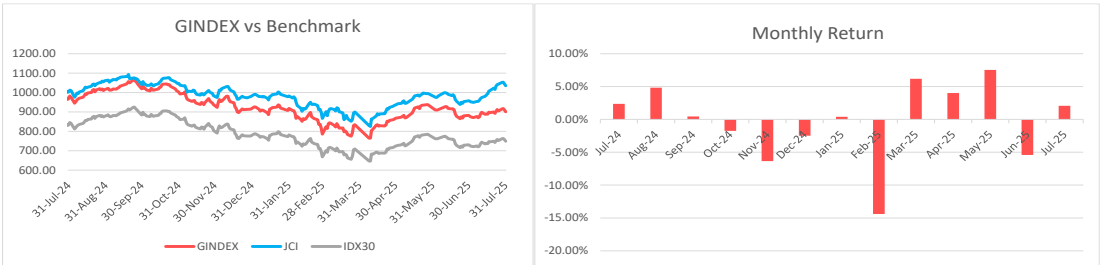 GINDEX vs Benchmark
1200.00
1100.00
1000.00
900.00
800.00
700.00
600.00
31-Jul-24
31-Aug-24
30-Sep-24
31-Oct-24
30-Nov-24
31-Dec-24
31-Jan-25
28-Feb-25
31-Mar-25
30-Apr-25
31-May-25
30-Jun-25
31-Jul-25
GINDEX JCI IDX30
Monthly Return
10.00%
5.00%
0.00%
-5.00%
-10.00%
-15.00%
-20.00%
Jul-24
Aug-24
Sep-24
Oct-24
Nov-24
Dec-24
Jan-25
Feb-25
Mar-25
Apr-25
May-25
Jun-25
Jul-25